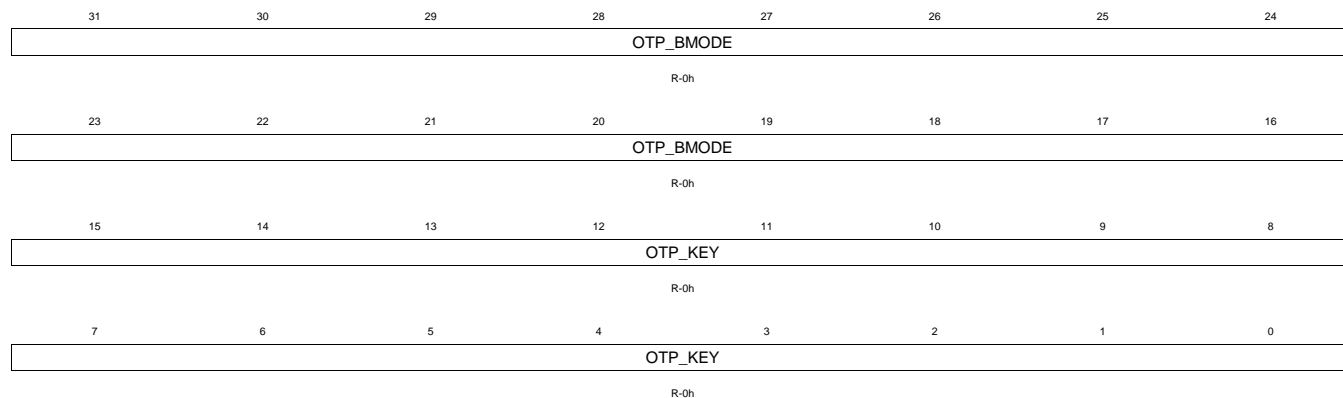 31 30 29 28 27 26 25 24
OTP_BMODE
R-0h
23 22 21 20 19 18 17 16
OTP_BMODE
R-0h
15 14 13 12 11 10 9 8
OTP_KEY
R-0h
7 6 5 4 3 2 1 0
OTP_KEY
R-0h